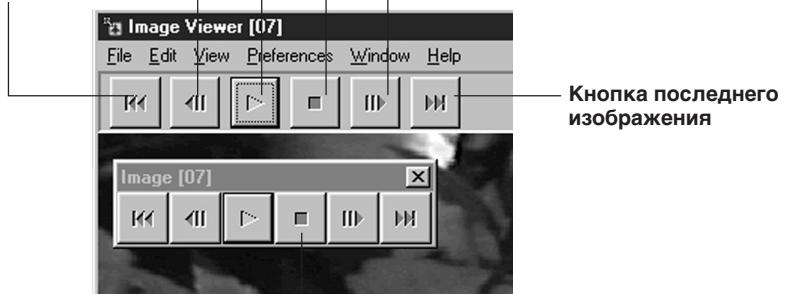 Image Viewer [07]
File Edit View Preferences Window Help
Кнопка последнего
изображения
Image [07]